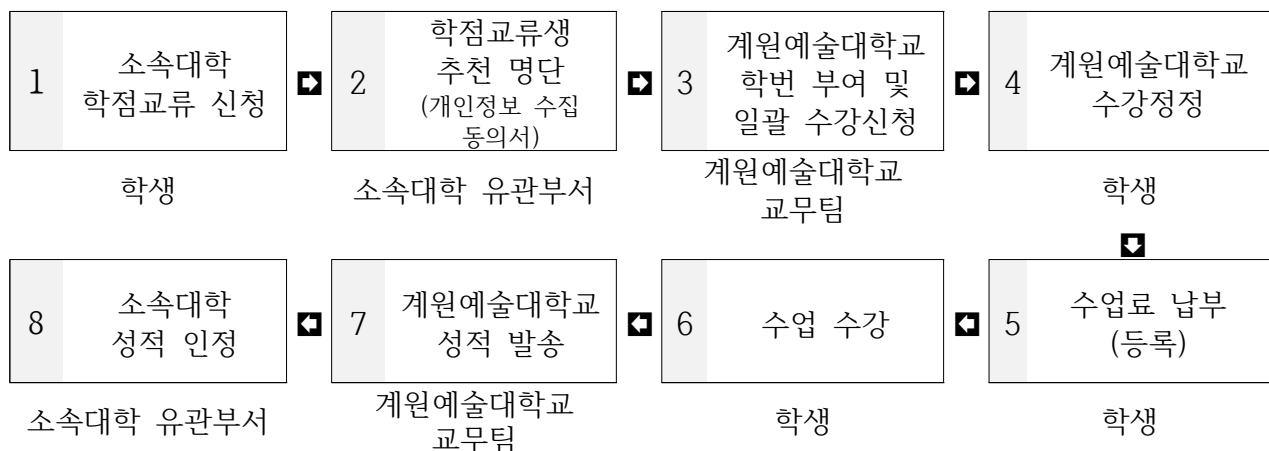 1
소속대학
학점교류 신청
학생
2
학점교류생
추천 명단
(개인정보 수집
동의서)
소속대학 유관부서
3
계원예술대학교
학번 부여 및
일괄 수강신청
계원예술대학교
교무팀
4
계원예술대학교
수강정정
학생
5
수업료 납부
(등록)
학생
6
수업 수강
학생
7
계원예술대학교
성적 발송
계원예술대학교
교무팀
8
소속대학
성적 인정
소속대학 유관부서